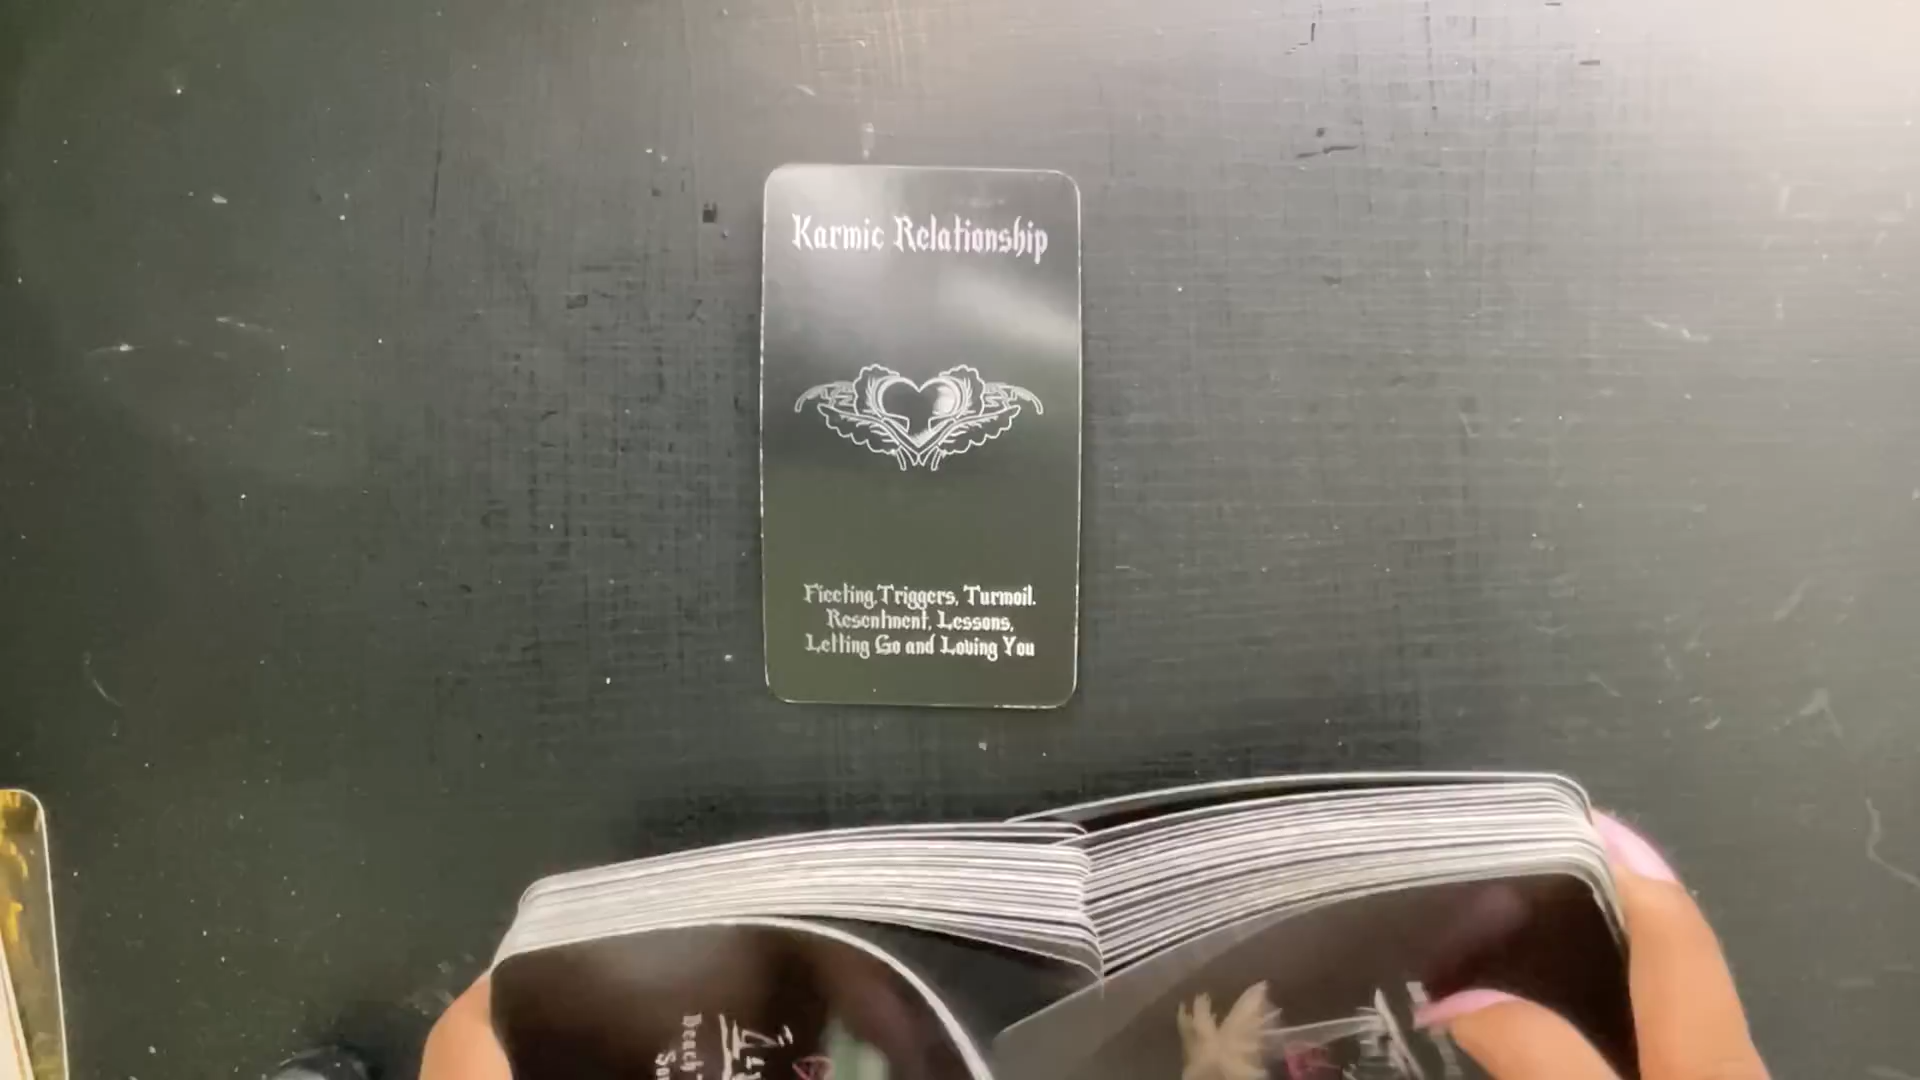 Karmic Relationship
Fleeting, Triggers, Turmoil,
Resentment, Lessons,
Letting Go and Loving You